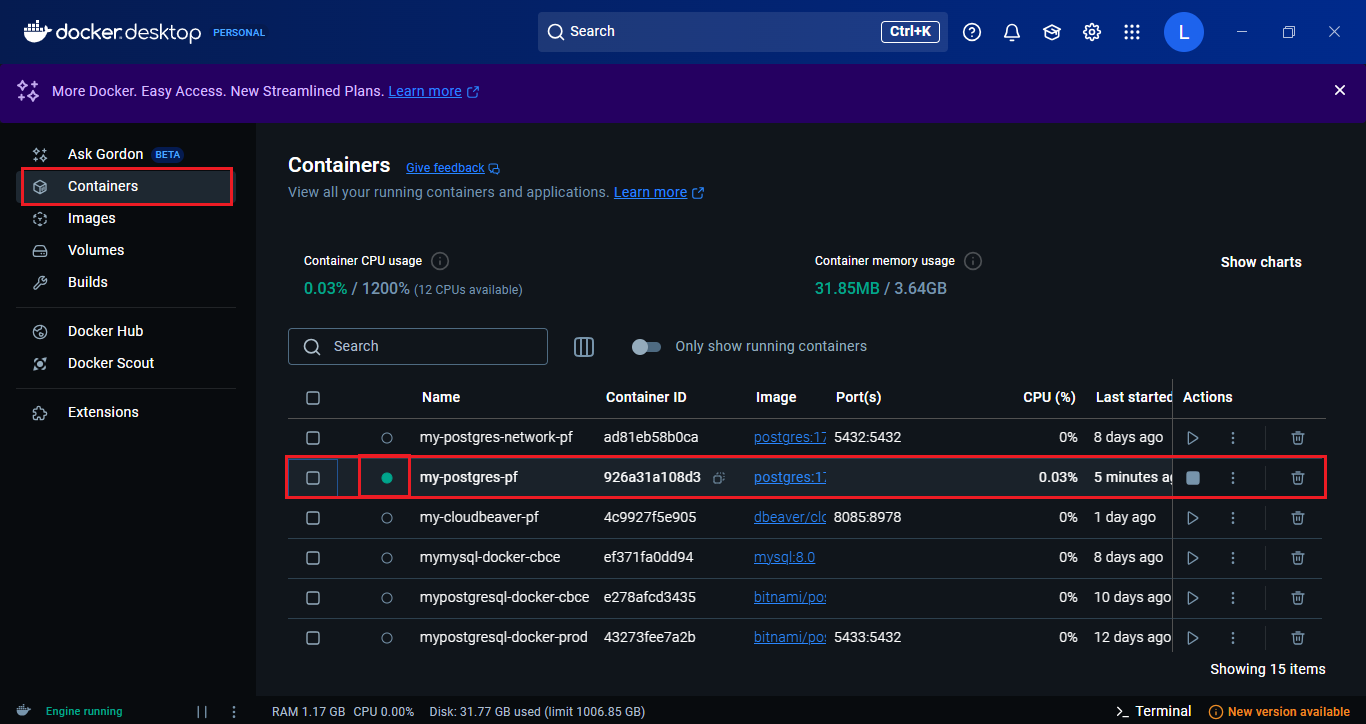 docker.desktop PERSONAL Search Ctrl+K L
More Docker. Easy Access. New Streamlined Plans. Learn more
Ask Gordon BETA
Containers
Images
Volumes
Builds
Docker Hub
Docker Scout
Extensions
Containers Give feedback
View all your running containers and applications. Learn more
Container CPU usage
0.03% / 1200% (12 CPUs available)
Container memory usage
31.85MB / 3.64GB
Show charts
Search
Only show running containers
Name Container ID Image Port(s) CPU (%) Last started Actions
my-postgres-network-pf ad81eb58b0ca postgres:17 5432:5432 0% 8 days ago
my-postgres-pf 926a31a108d3 postgres:17 0.03% 5 minutes ag
my-cloudbeaver-pf 4c9927f5e905 dbeaver/clo 8085:8978 0% 1 day ago
mymysql-docker-cbce ef371fa0dd94 mysql:8.0 0% 8 days ago
mypostgresql-docker-cbce e278afcd3435 bitnami/pos 0% 10 days ago
mypostgresql-docker-prod 43273fee7a2b bitnami/pos 5433:5432 0% 12 days ago
Showing 15 items
Engine running RAM 1.17 GB CPU 0.00% Disk: 31.77 GB used (limit 1006.85 GB) >_ Terminal New version available